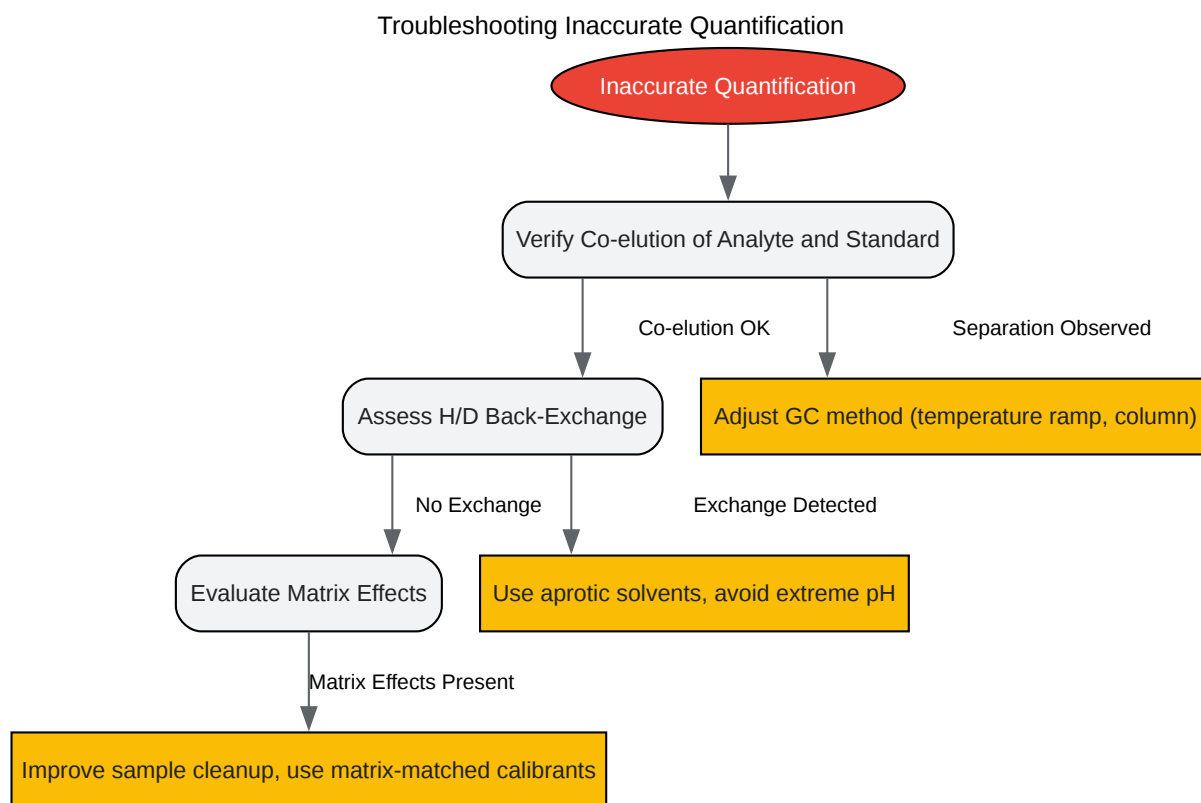 Troubleshooting Inaccurate Quantification
Inaccurate Quantification
Verify Co-elution of Analyte and Standard
Co-elution OK
Separation Observed
Assess H/D Back-Exchange
Adjust GC method (temperature ramp, column)
No Exchange
Exchange Detected
Evaluate Matrix Effects
Use aprotic solvents, avoid extreme pH
Matrix Effects Present
Improve sample cleanup, use matrix-matched calibrants